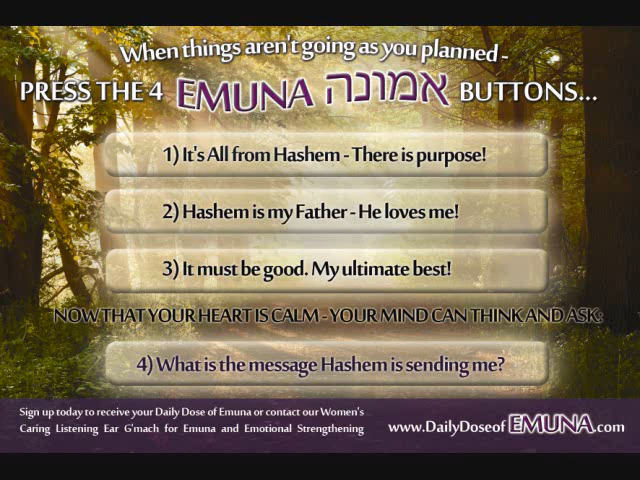 When things aren't going as you planned -
PRESS THE 4 EMUNA אמונה BUTTONS...
1) It's All from Hashem - There is purpose!
2) Hashem is my Father - He loves me!
3) It must be good. My ultimate best!
NOW THAT YOUR HEART IS CALM - YOUR MIND CAN THINK AND ASK:
4) What is the message Hashem is sending me?
Sign up today to receive your Daily Dose of Emuna or contact our Women's
Caring Listening Ear G'mach for Emuna and Emotional Strengthening
www.DailyDoseofEMUNA.com